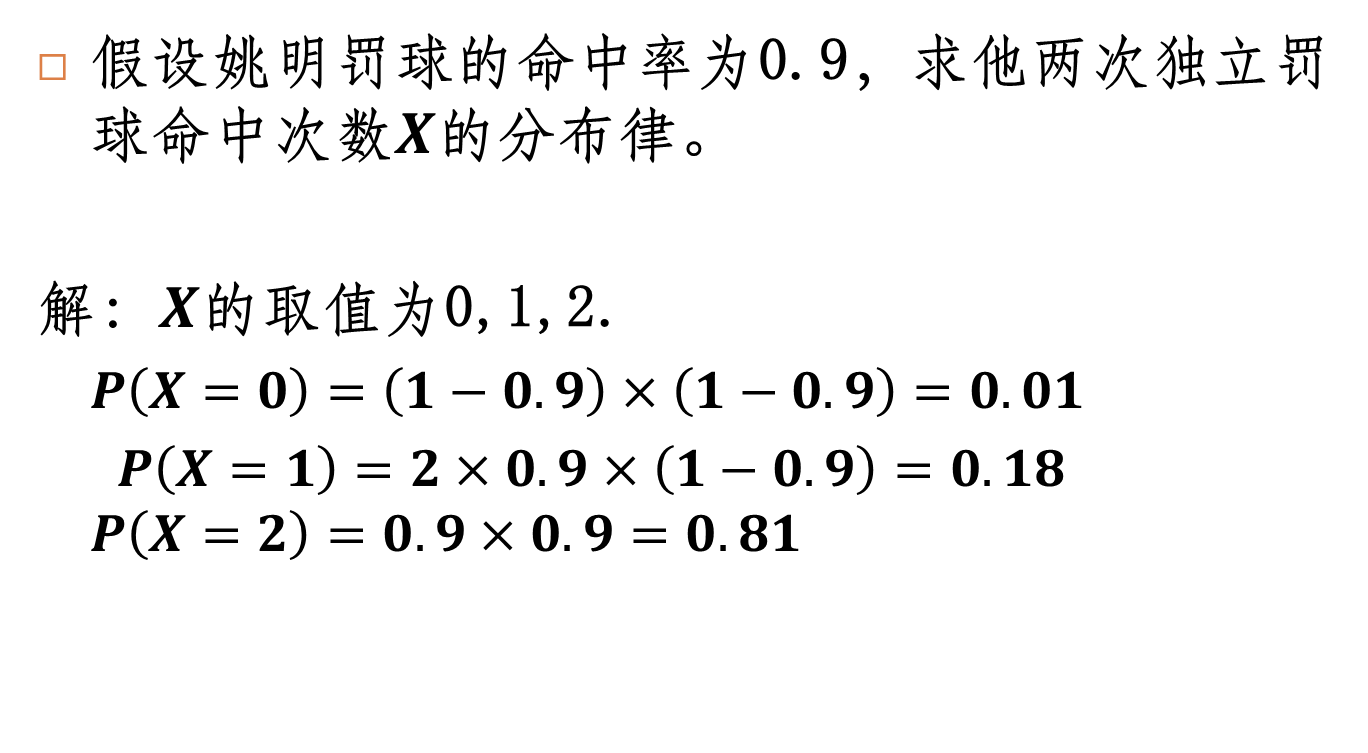 □ 假设姚明罚球的命中率为0.9，求他两次独立罚
球命中次数X的分布律。
解：X的取值为0,1,2.
P(X = 0) = (1 − 0.9) × (1 − 0.9) = 0.01
P(X = 1) = 2 × 0.9 × (1 − 0.9) = 0.18
P(X = 2) = 0.9 × 0.9 = 0.81